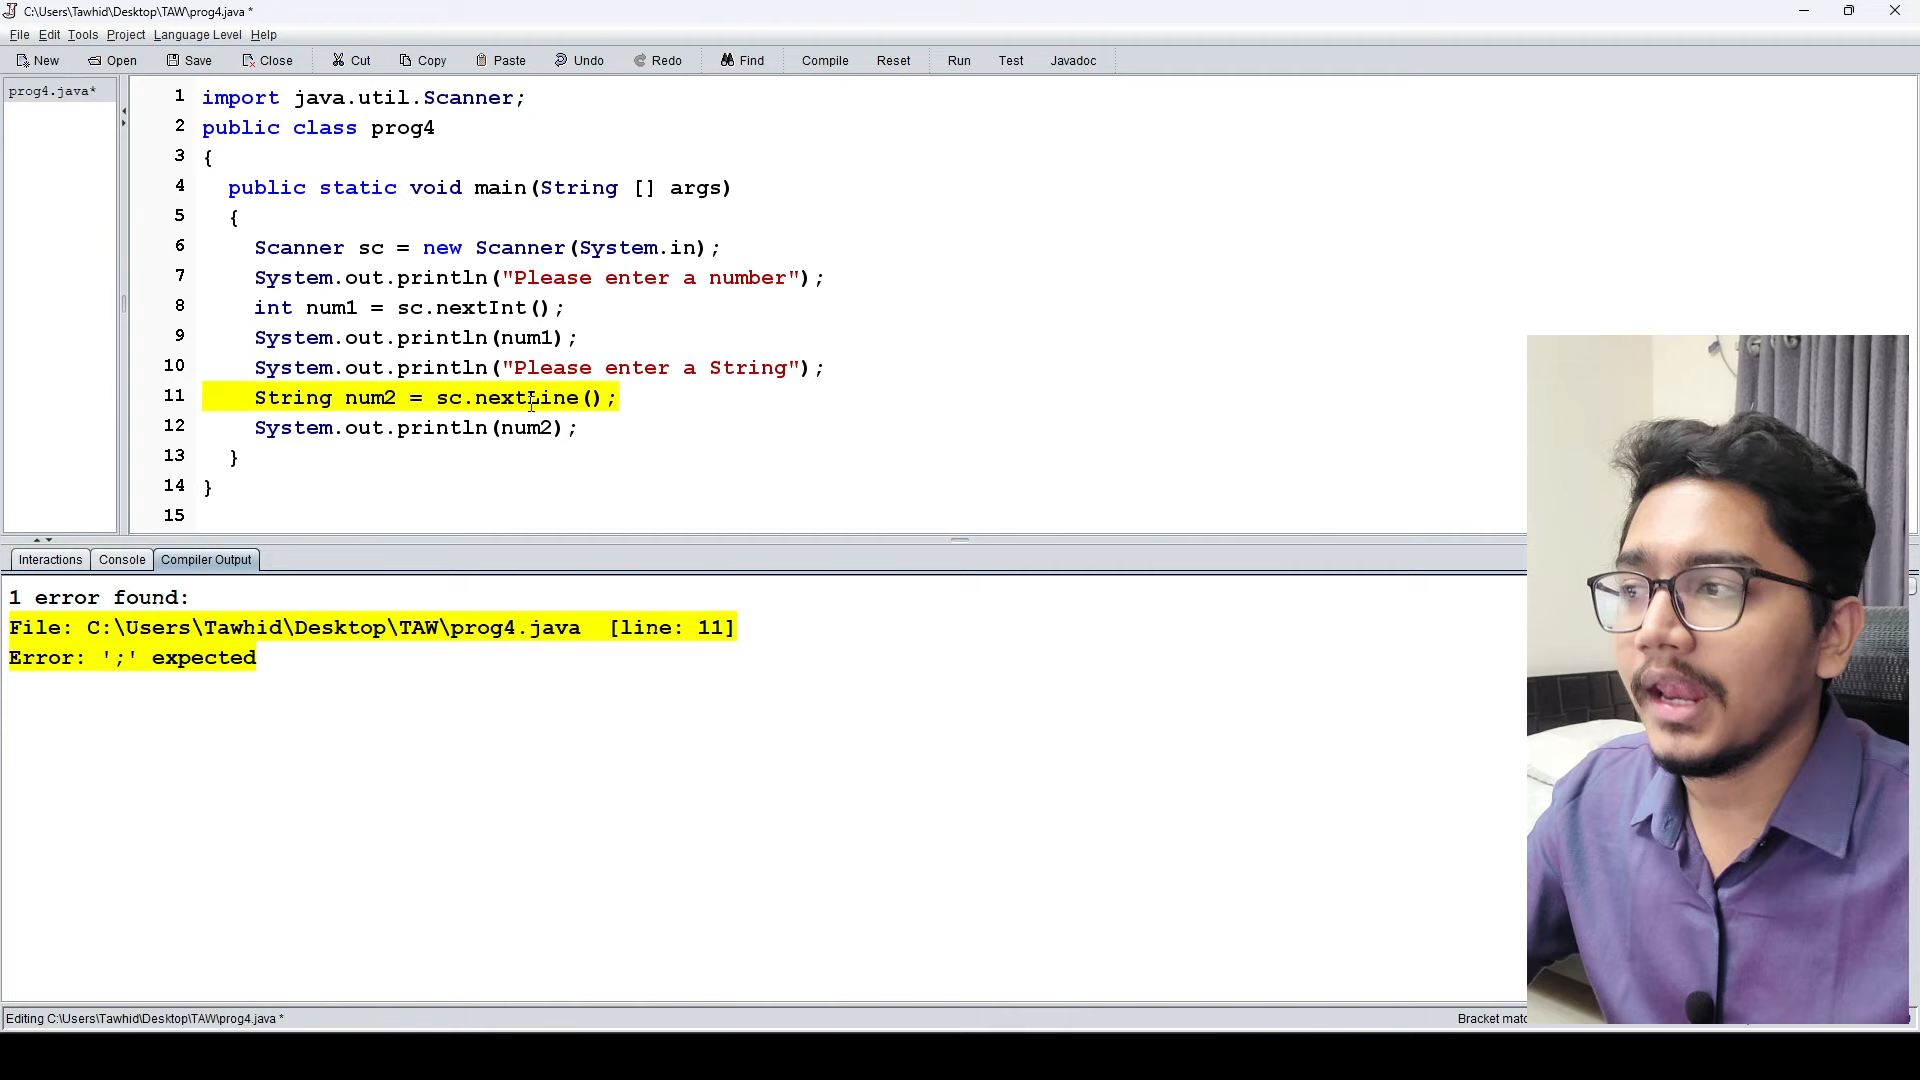 C:\Users\Tawhid\Desktop\TAW\prog4.java *
File Edit Tools Project Language Level Help
New Open Save Close Cut Copy Paste Undo Redo Find Compile Reset Run Test Javadoc
prog4.java*
1 import java.util.Scanner;
2 public class prog4
3 {
4 public static void main(String [] args)
5 {
6 Scanner sc = new Scanner(System.in);
7 System.out.println("Please enter a number");
8 int num1 = sc.nextInt();
9 System.out.println(num1);
10 System.out.println("Please enter a String");
11 String num2 = sc.nextLine();
12 System.out.println(num2);
13 }
14 }
15
Interactions Console Compiler Output
1 error found:
File: C:\Users\Tawhid\Desktop\TAW\prog4.java [line: 11]
Error: ';' expected
Editing C:\Users\Tawhid\Desktop\TAW\prog4.java * Bracket